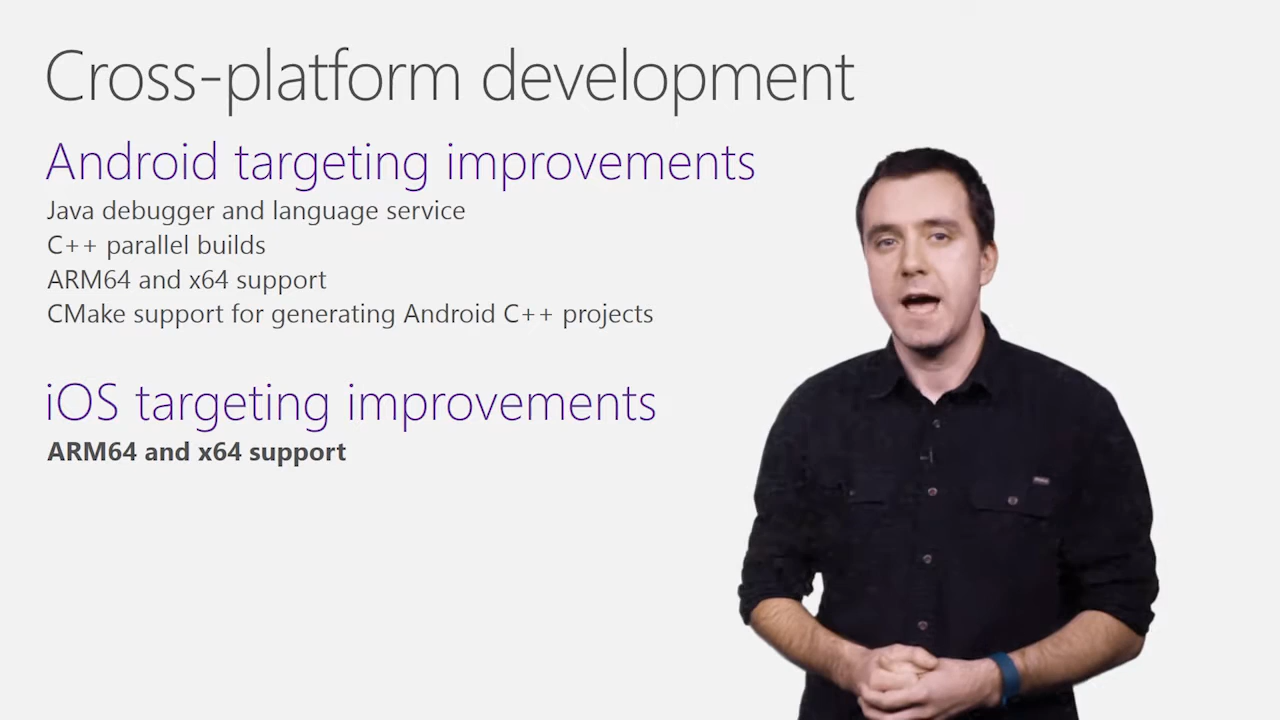 Cross-platform development
Android targeting improvements
Java debugger and language service
C++ parallel builds
ARM64 and x64 support
CMake support for generating Android C++ projects
iOS targeting improvements
ARM64 and x64 support